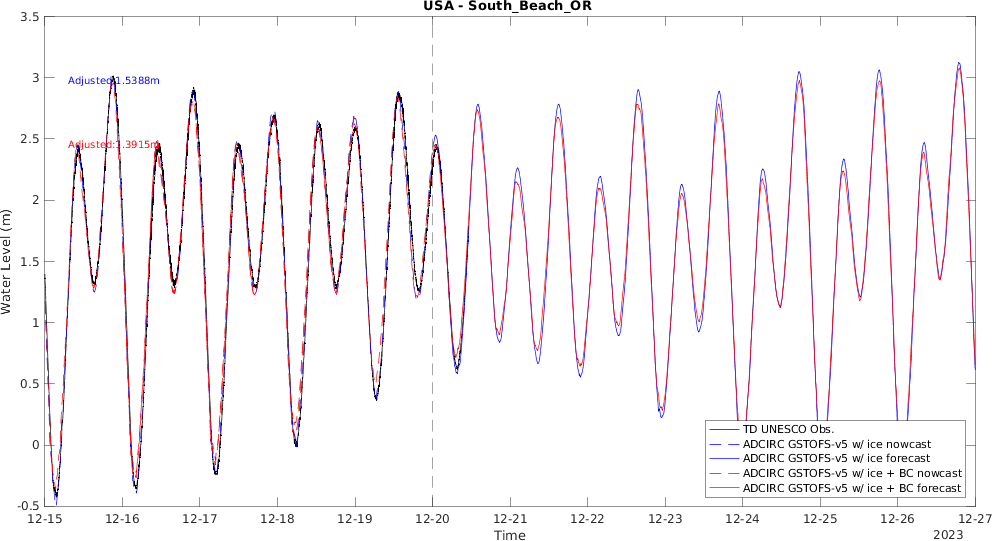 USA - South_Beach_OR
3.5
3
2.5
2
1.5
1
0.5
0
-0.5
Water Level (m)
Adjusted:1.5388m
Adjusted:1.3915m
TD UNESCO Obs.
ADCIRC GSTOFS-v5 w/ ice nowcast
ADCIRC GSTOFS-v5 w/ ice forecast
ADCIRC GSTOFS-v5 w/ ice + BC nowcast
ADCIRC GSTOFS-v5 w/ ice + BC forecast
12-15 12-16 12-17 12-18 12-19 12-20 12-21 12-22 12-23 12-24 12-25 12-26 12-27
Time
2023